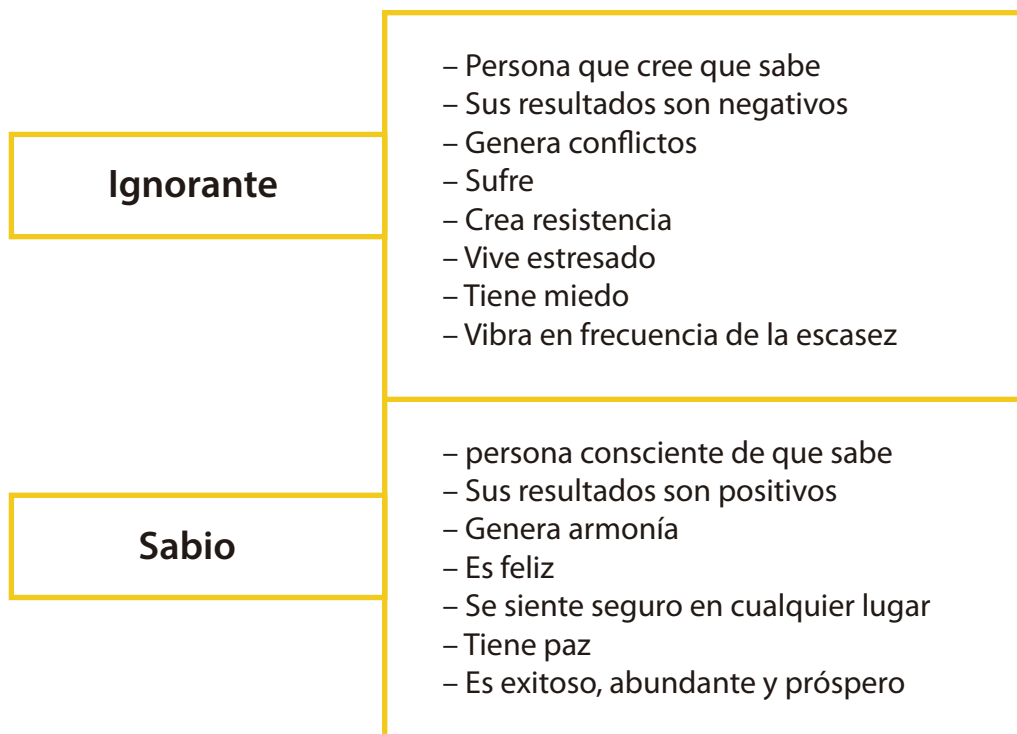 Ignorante
– Persona que cree que sabe
– Sus resultados son negativos
– Genera conflictos
– Sufre
– Crea resistencia
– Vive estresado
– Tiene miedo
– Vibra en frecuencia de la escasez
Sabio
– persona consciente de que sabe
– Sus resultados son positivos
– Genera armonía
– Es feliz
– Se siente seguro en cualquier lugar
– Tiene paz
– Es exitoso, abundante y próspero